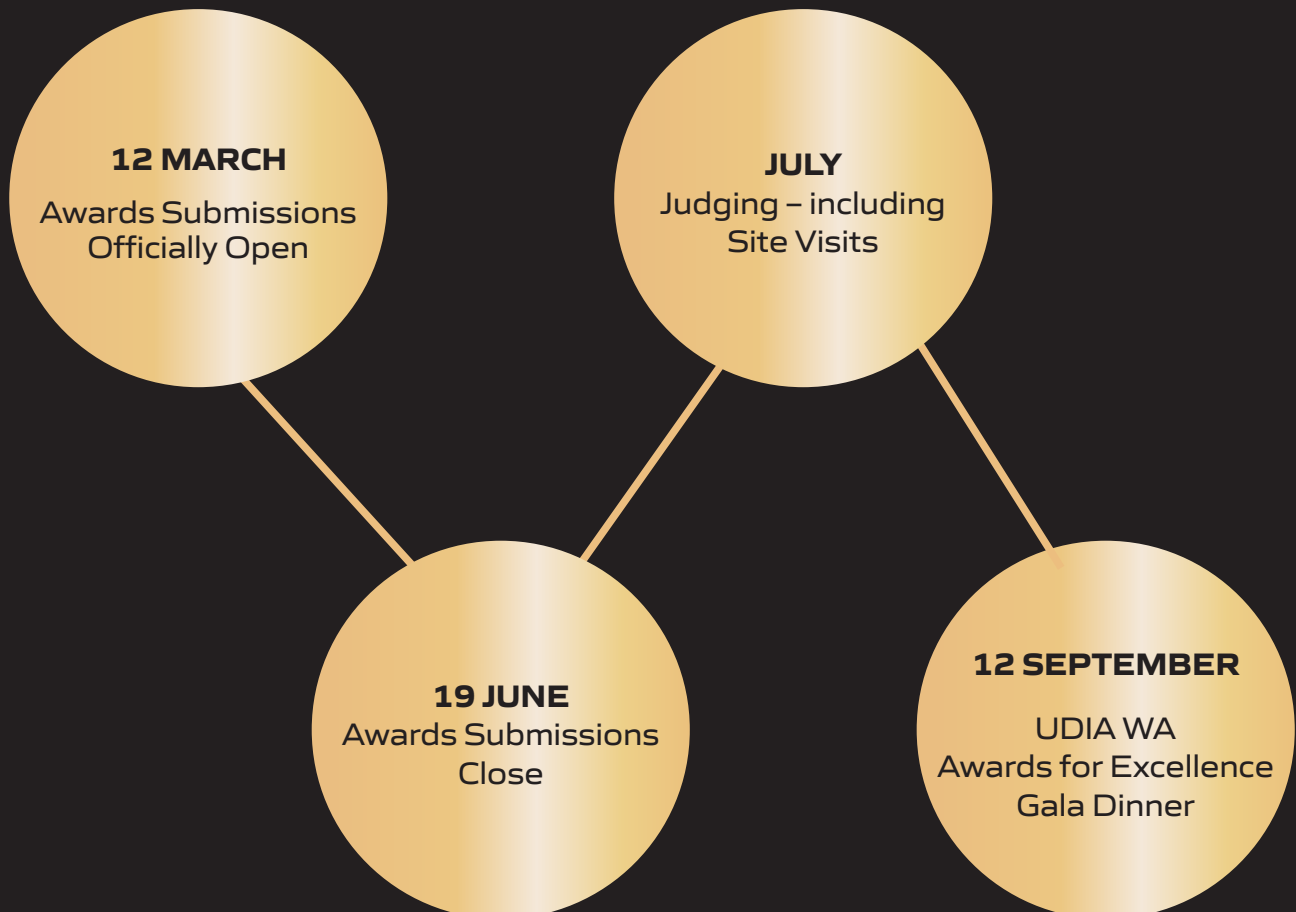 12 MARCH
Awards Submissions
Officially Open
19 JUNE
Awards Submissions
Close
JULY
Judging – including
Site Visits
12 SEPTEMBER
UDIA WA
Awards for Excellence
Gala Dinner